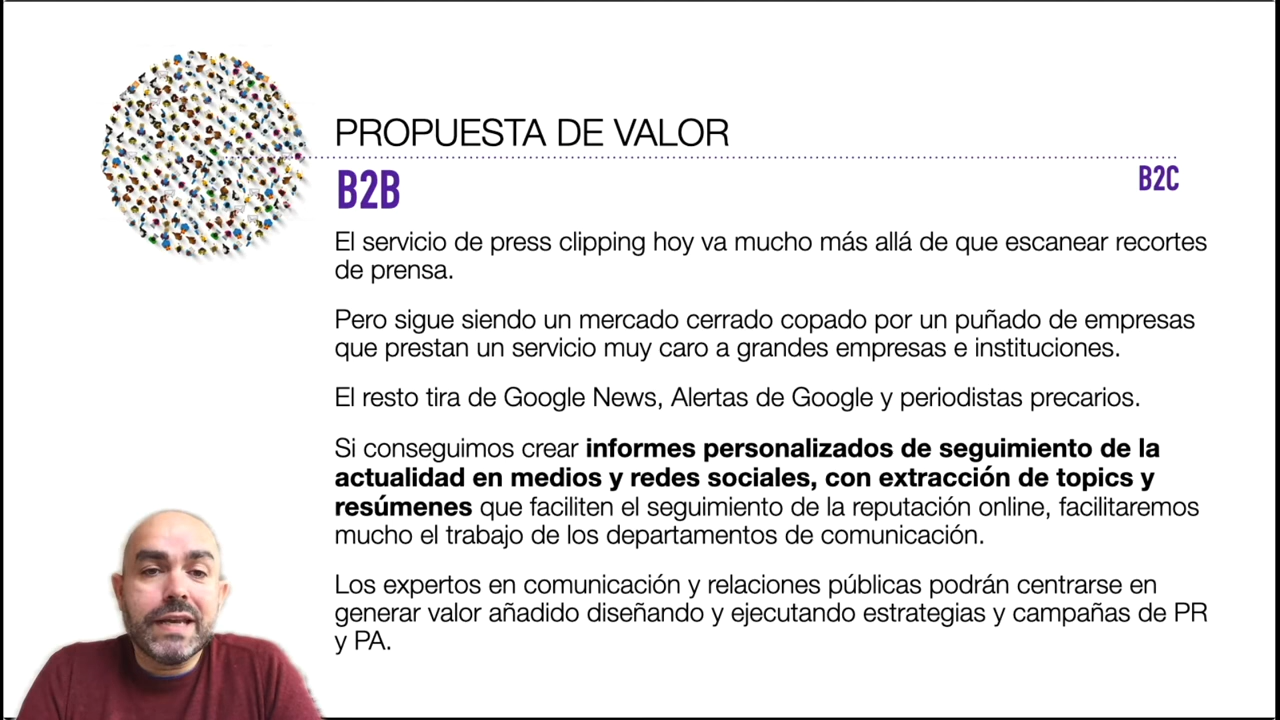 PROPUESTA DE VALOR
B2B
B2C
El servicio de press clipping hoy va mucho más allá de que escanear recortes
de prensa.
Pero sigue siendo un mercado cerrado copado por un puñado de empresas
que prestan un servicio muy caro a grandes empresas e instituciones.
El resto tira de Google News, Alertas de Google y periodistas precarios.
Si conseguimos crear informes personalizados de seguimiento de la
actualidad en medios y redes sociales, con extracción de topics y
resúmenes que faciliten el seguimiento de la reputación online, facilitaremos
mucho el trabajo de los departamentos de comunicación.
Los expertos en comunicación y relaciones públicas podrán centrarse en
generar valor añadido diseñando y ejecutando estrategias y campañas de PR
y PA.